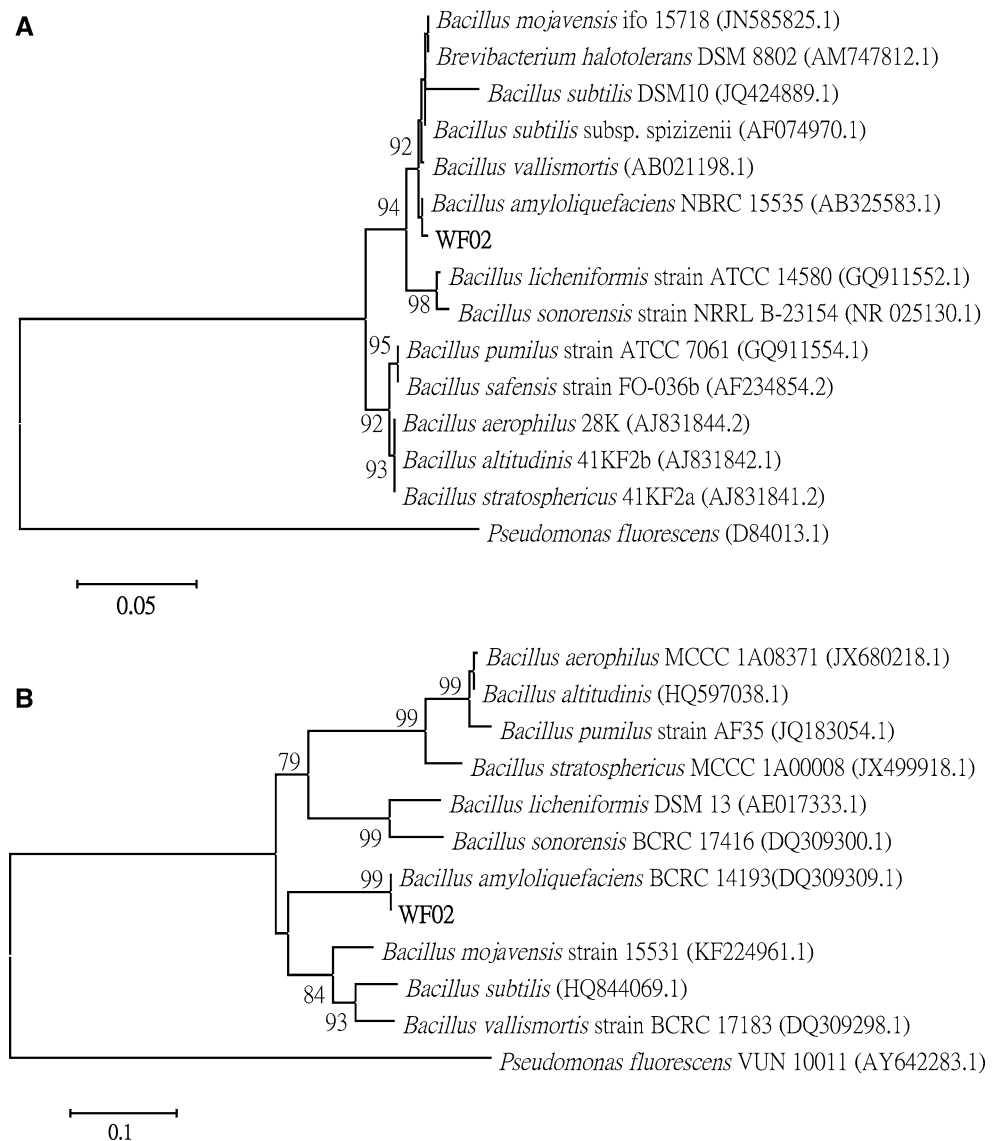 A
Bacillus mojavensis ifo 15718 (JN585825.1)
Brevibacterium halotolerans DSM 8802 (AM747812.1)
Bacillus subtilis DSM10 (JQ424889.1)
Bacillus subtilis subsp. spizizenii (AF074970.1)
92
Bacillus vallismortis (AB021198.1)
94
Bacillus amyloliquefaciens NBRC 15535 (AB325583.1)
WF02
Bacillus licheniformis strain ATCC 14580 (GQ911552.1)
98
Bacillus sonorensis strain NRRL B-23154 (NR 025130.1)
95
Bacillus pumilus strain ATCC 7061 (GQ911554.1)
Bacillus safensis strain FO-036b (AF234854.2)
92
Bacillus aerophilus 28K (AJ831844.2)
Bacillus altitudinis 41KF2b (AJ831842.1)
93
Bacillus stratosphericus 41KF2a (AJ831841.2)
Pseudomonas fluorescens (D84013.1)
0.05
B
Bacillus aerophilus MCCC 1A08371 (JX680218.1)
99
Bacillus altitudinis (HQ597038.1)
99
Bacillus pumilus strain AF35 (JQ183054.1)
79
Bacillus stratosphericus MCCC 1A00008 (JX499918.1)
Bacillus licheniformis DSM 13 (AE017333.1)
99
Bacillus sonorensis BCRC 17416 (DQ309300.1)
99
Bacillus amyloliquefaciens BCRC 14193(DQ309309.1)
WF02
Bacillus mojavensis strain 15531 (KF224961.1)
84
Bacillus subtilis (HQ844069.1)
93
Bacillus vallismortis strain BCRC 17183 (DQ309298.1)
Pseudomonas fluorescens VUN 10011 (AY642283.1)
0.1